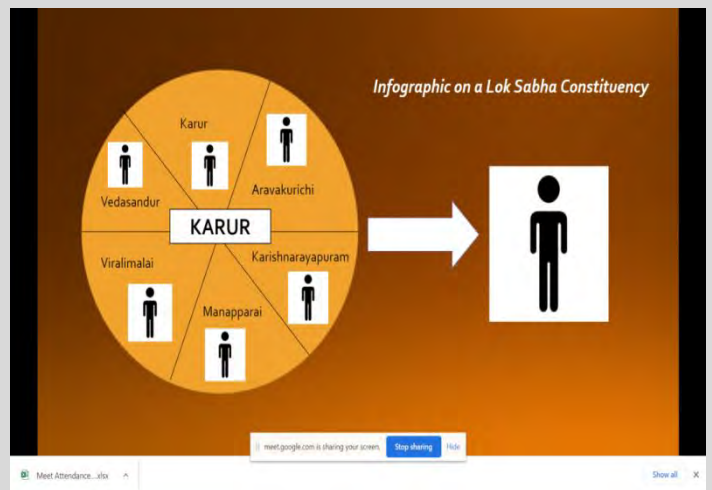 Infographic on a Lok Sabha Constituency
Karur
Aravakurichi
Vedasandur
KARUR
Viralimalai
Karishnarayapuram
Manapparai
meet.google.com is sharing your screen. Stop sharing Hide
Meet Attendance....xlsx Show all X